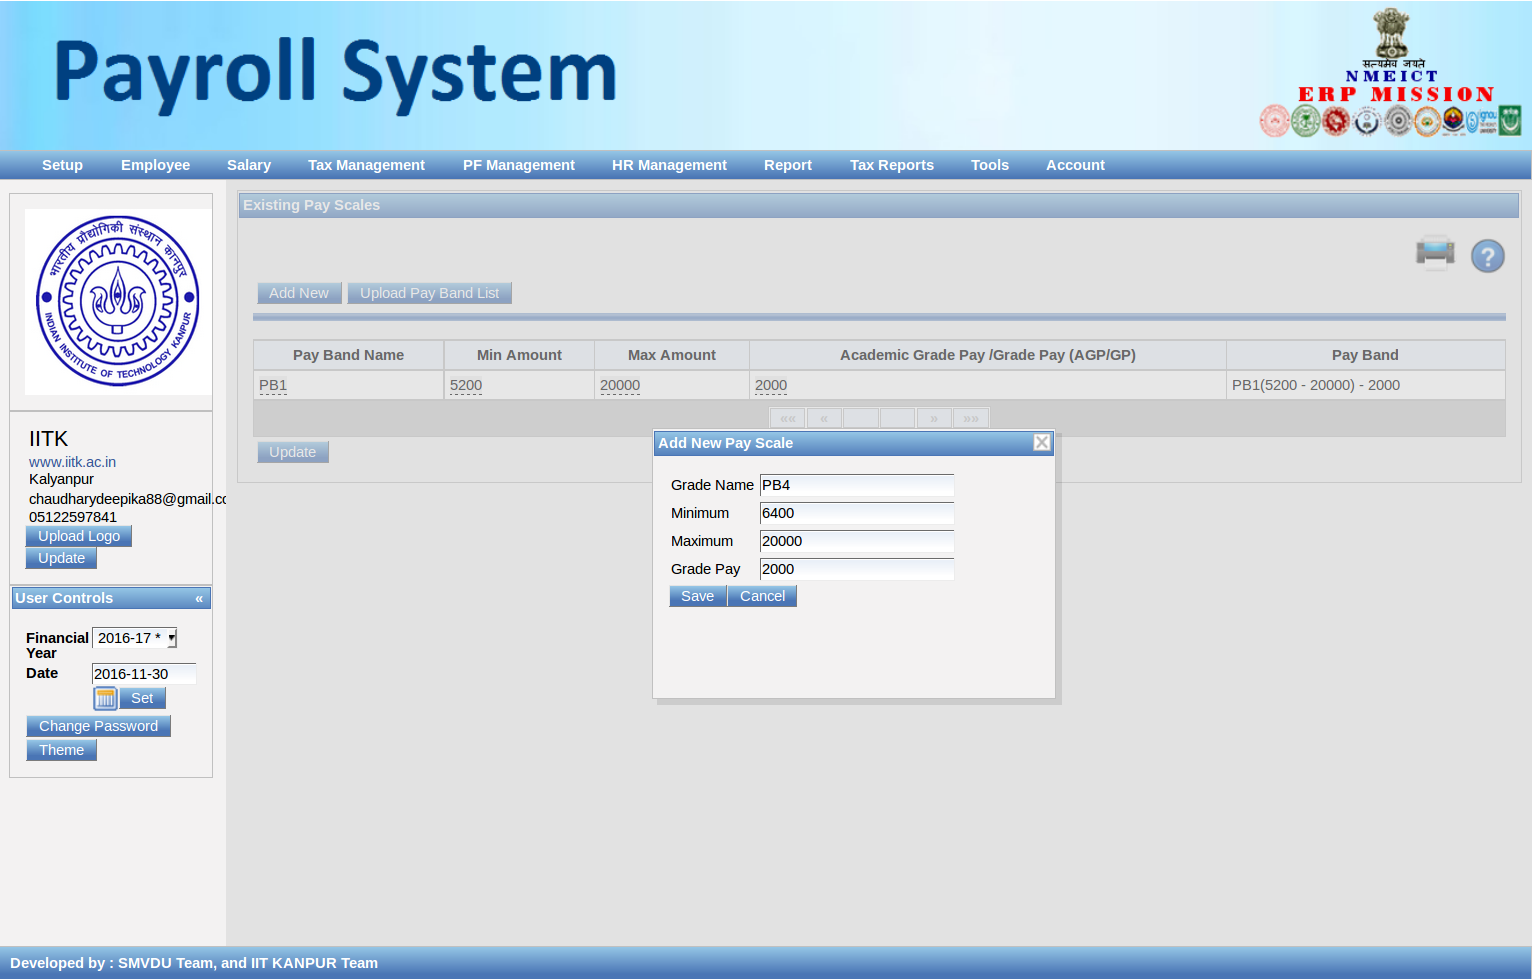 Payroll System
सत्यमेव जयते
NMEICT
ERP MISSION
Setup Employee Salary Tax Management PF Management HR Management Report Tax Reports Tools Account
भारतीय प्रौद्योगिकी संस्थान कानपुर
INDIAN INSTITUTE OF TECHNOLOGY KANPUR
IITK
www.iitk.ac.in
Kalyanpur
chaudharydeepika88@gmail.co
05122597841
Upload Logo
Update
User Controls «
Financial Year 2016-17 *
Date 2016-11-30
Set
Change Password
Theme
Existing Pay Scales
?
Add New Upload Pay Band List
Pay Band Name Min Amount Max Amount Academic Grade Pay /Grade Pay (AGP/GP) Pay Band
PB1 5200 20000 2000 PB1(5200 - 20000) - 2000
«« « » »»
Update
Add New Pay Scale
Grade Name PB4
Minimum 6400
Maximum 20000
Grade Pay 2000
Save Cancel
Developed by : SMVDU Team, and IIT KANPUR Team